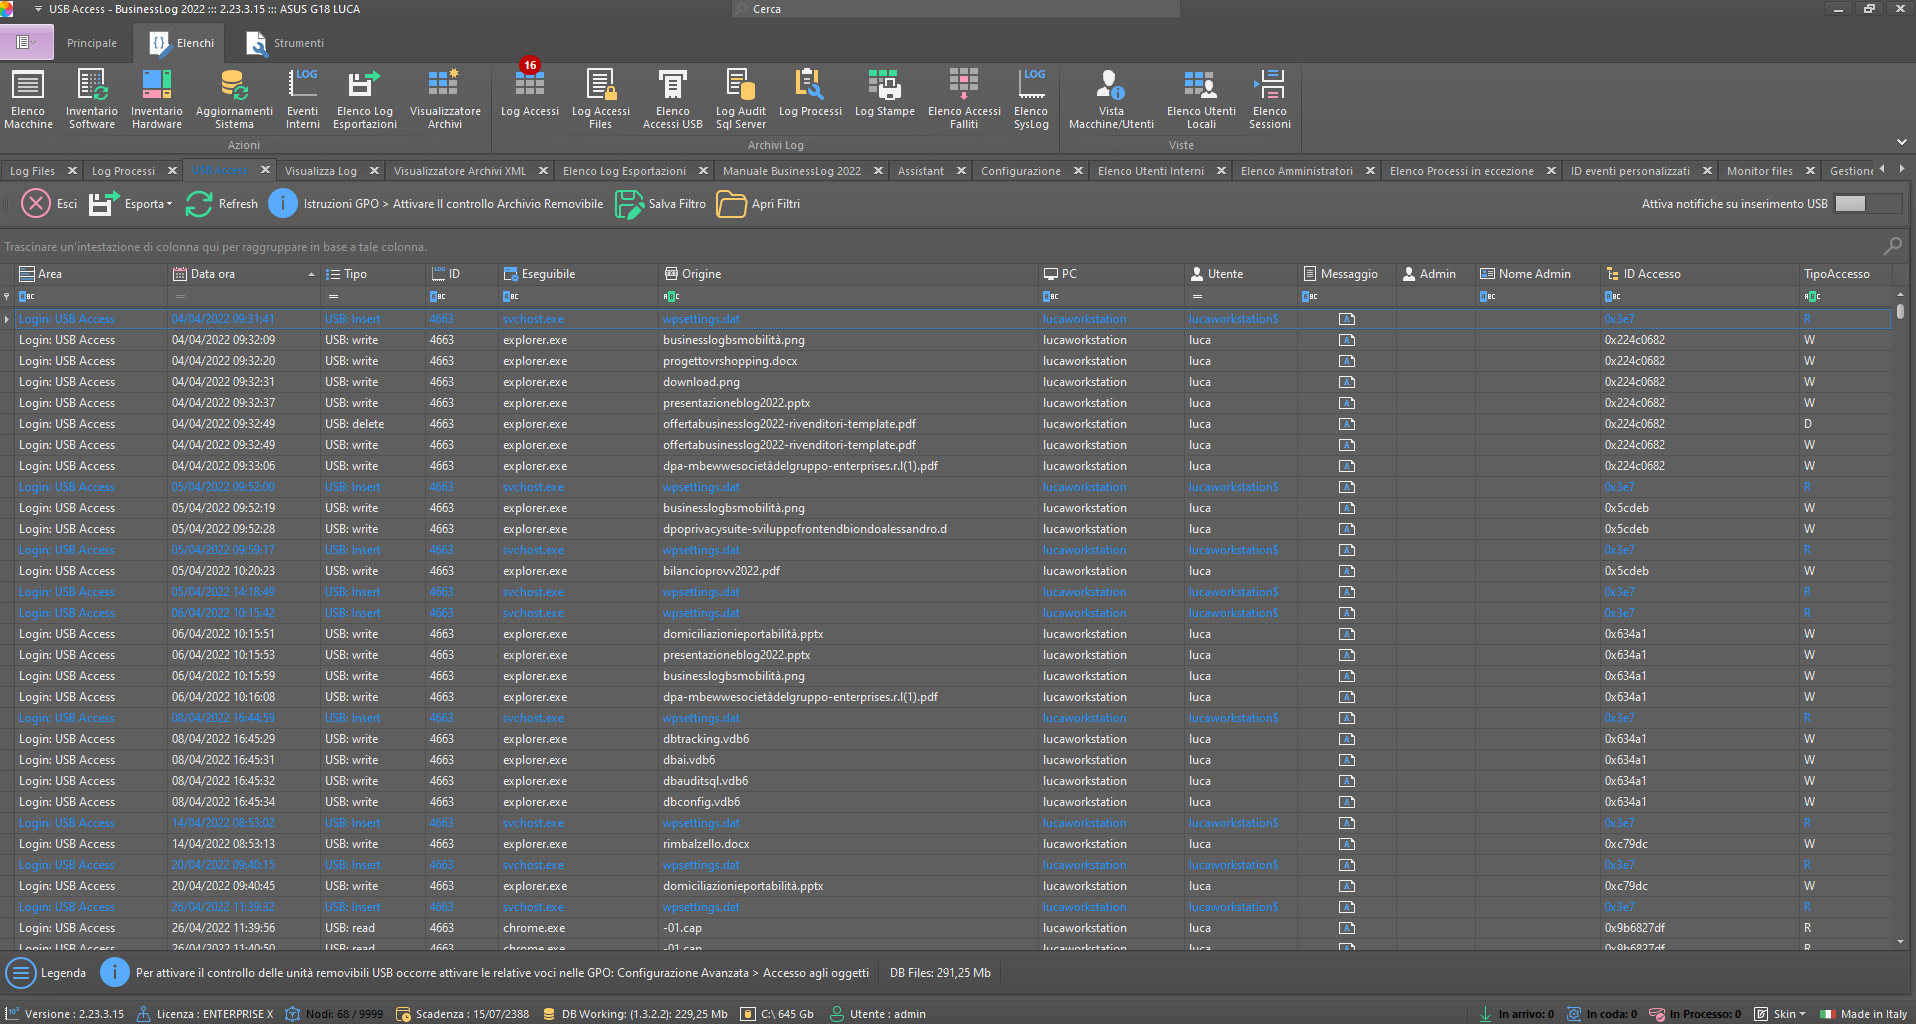 USB Access - BusinessLog 2022 ::: 2.23.3.15 ::: ASUS G18 LUCA
Cerca
Principale Elenchi Strumenti
Elenco Macchine
Inventario Software
Inventario Hardware
Aggiornamenti Sistema
Eventi Interni
Elenco Log Esportazioni
Visualizzatore Archivi
16
Log Accessi
Log Accessi Files
Elenco Accessi USB
Log Audit Sql Server
Log Processi
Log Stampe
Elenco Accessi Falliti
LOG
Elenco SysLog
Vista Macchine/Utenti
Elenco Utenti Locali
Elenco Sessioni
Azioni Archivi Log Viste
Log Files Log Processi USB Access Visualizza Log Visualizzatore Archivi XML Elenco Log Esportazioni Manuale BusinessLog 2022 Assistant Configurazione Elenco Utenti Interni Elenco Amministratori Elenco Processi in eccezione ID eventi personalizzati Monitor files Gestione
Esci Esporta Refresh Istruzioni GPO > Attivare Il controllo Archivio Removibile Salva Filtro Apri Filtri Attiva notifiche su inserimento USB
Trascinare un'intestazione di colonna qui per raggruppare in base a tale colonna.
Area Data ora Tipo ID Eseguibile Origine PC Utente Messaggio Admin Nome Admin ID Accesso TipoAccesso
Login: USB Access 04/04/2022 09:31:41 USB: Insert 4663 svchost.exe wpsettings.dat lucaworkstation lucaworkstation$ 0x3e7 R
Login: USB Access 04/04/2022 09:32:09 USB: write 4663 explorer.exe businesslogbsmobilità.png lucaworkstation luca 0x224c0682 W
Login: USB Access 04/04/2022 09:32:20 USB: write 4663 explorer.exe progettovrshopping.docx lucaworkstation luca 0x224c0682 W
Login: USB Access 04/04/2022 09:32:31 USB: write 4663 explorer.exe download.png lucaworkstation luca 0x224c0682 W
Login: USB Access 04/04/2022 09:32:37 USB: write 4663 explorer.exe presentazioneblog2022.pptx lucaworkstation luca 0x224c0682 W
Login: USB Access 04/04/2022 09:32:49 USB: delete 4663 explorer.exe offertabusinesslog2022-rivenditori-template.pdf lucaworkstation luca 0x224c0682 D
Login: USB Access 04/04/2022 09:32:49 USB: write 4663 explorer.exe offertabusinesslog2022-rivenditori-template.pdf lucaworkstation luca 0x224c0682 W
Login: USB Access 04/04/2022 09:33:06 USB: write 4663 explorer.exe dpa-mbewwesocietàdelgruppo-enterprises.r.l(1).pdf lucaworkstation luca 0x224c0682 W
Login: USB Access 05/04/2022 09:52:00 USB: Insert 4663 svchost.exe wpsettings.dat lucaworkstation lucaworkstation$ 0x3e7 R
Login: USB Access 05/04/2022 09:52:19 USB: write 4663 explorer.exe businesslogbsmobilità.png lucaworkstation luca 0x5cdeb W
Login: USB Access 05/04/2022 09:52:28 USB: write 4663 explorer.exe dpoprivacysuite-sviluppofrontendbiondoalessandro.d lucaworkstation luca 0x5cdeb W
Login: USB Access 05/04/2022 09:59:17 USB: Insert 4663 svchost.exe wpsettings.dat lucaworkstation lucaworkstation$ 0x3e7 R
Login: USB Access 05/04/2022 10:20:23 USB: write 4663 explorer.exe bilancioprovv2022.pdf lucaworkstation luca 0x5cdeb W
Login: USB Access 05/04/2022 14:18:49 USB: Insert 4663 svchost.exe wpsettings.dat lucaworkstation lucaworkstation$ 0x3e7 R
Login: USB Access 06/04/2022 10:15:42 USB: Insert 4663 svchost.exe wpsettings.dat lucaworkstation lucaworkstation$ 0x3e7 R
Login: USB Access 06/04/2022 10:15:51 USB: write 4663 explorer.exe domiciliazionieportabilità.pptx lucaworkstation luca 0x634a1 W
Login: USB Access 06/04/2022 10:15:53 USB: write 4663 explorer.exe presentazioneblog2022.pptx lucaworkstation luca 0x634a1 W
Login: USB Access 06/04/2022 10:15:59 USB: write 4663 explorer.exe businesslogbsmobilità.png lucaworkstation luca 0x634a1 W
Login: USB Access 06/04/2022 10:16:08 USB: write 4663 explorer.exe dpa-mbewwesocietàdelgruppo-enterprises.r.l(1).pdf lucaworkstation luca 0x634a1 W
Login: USB Access 08/04/2022 16:44:59 USB: Insert 4663 svchost.exe wpsettings.dat lucaworkstation lucaworkstation$ 0x3e7 R
Login: USB Access 08/04/2022 16:45:29 USB: write 4663 explorer.exe dbtracking.vdb6 lucaworkstation luca 0x634a1 W
Login: USB Access 08/04/2022 16:45:31 USB: write 4663 explorer.exe dbai.vdb6 lucaworkstation luca 0x634a1 W
Login: USB Access 08/04/2022 16:45:32 USB: write 4663 explorer.exe dbauditsql.vdb6 lucaworkstation luca 0x634a1 W
Login: USB Access 08/04/2022 16:45:34 USB: write 4663 explorer.exe dbconfig.vdb6 lucaworkstation luca 0x634a1 W
Login: USB Access 14/04/2022 08:53:02 USB: Insert 4663 svchost.exe wpsettings.dat lucaworkstation lucaworkstation$ 0x3e7 R
Login: USB Access 14/04/2022 08:53:13 USB: write 4663 explorer.exe rimbalzello.docx lucaworkstation luca 0xc79dc W
Login: USB Access 20/04/2022 09:40:15 USB: Insert 4663 svchost.exe wpsettings.dat lucaworkstation lucaworkstation$ 0x3e7 R
Login: USB Access 20/04/2022 09:40:45 USB: write 4663 explorer.exe domiciliazionieportabilità.pptx lucaworkstation luca 0xc79dc W
Login: USB Access 26/04/2022 11:39:32 USB: Insert 4663 svchost.exe wpsettings.dat lucaworkstation lucaworkstation$ 0x3e7 R
Login: USB Access 26/04/2022 11:39:56 USB: read 4663 chrome.exe -01.cap lucaworkstation luca 0x9b6827df R
Login: USB Access 26/04/2022 11:40:50 USB: read 4663 chrome.exe -01.cap lucaworkstation luca 0x9b6827df R
Legenda Per attivare il controllo delle unità removibili USB occorre attivare le relative voci nelle GPO: Configurazione Avanzata > Accesso agli oggetti DB Files: 291,25 Mb
Versione : 2.23.3.15 Licenza : ENTERPRISE X Nodi: 68 / 9999 Scadenza : 15/07/2388 DB Working: (1.3.2.2): 229,25 Mb C:\ 645 Gb Utente : admin In arrivo: 0 In coda: 0 In Processo: 0 Skin Made in Italy